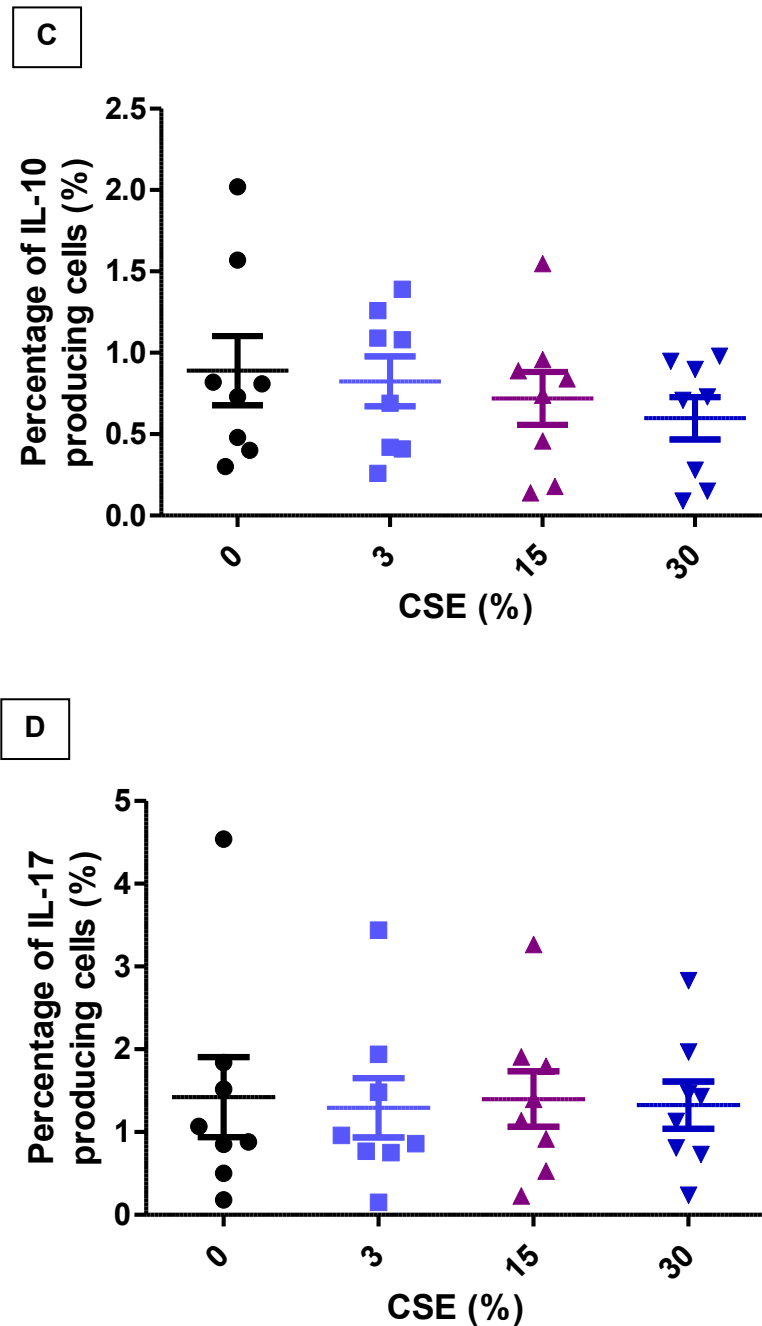 C
Percentage of IL-10
producing cells (%)
2.5
2.0
1.5
1.0
0.5
0.0
0
3
15
30
CSE (%)
D
Percentage of IL-17
producing cells (%)
5
4
3
2
1
0
0
3
15
30
CSE (%)